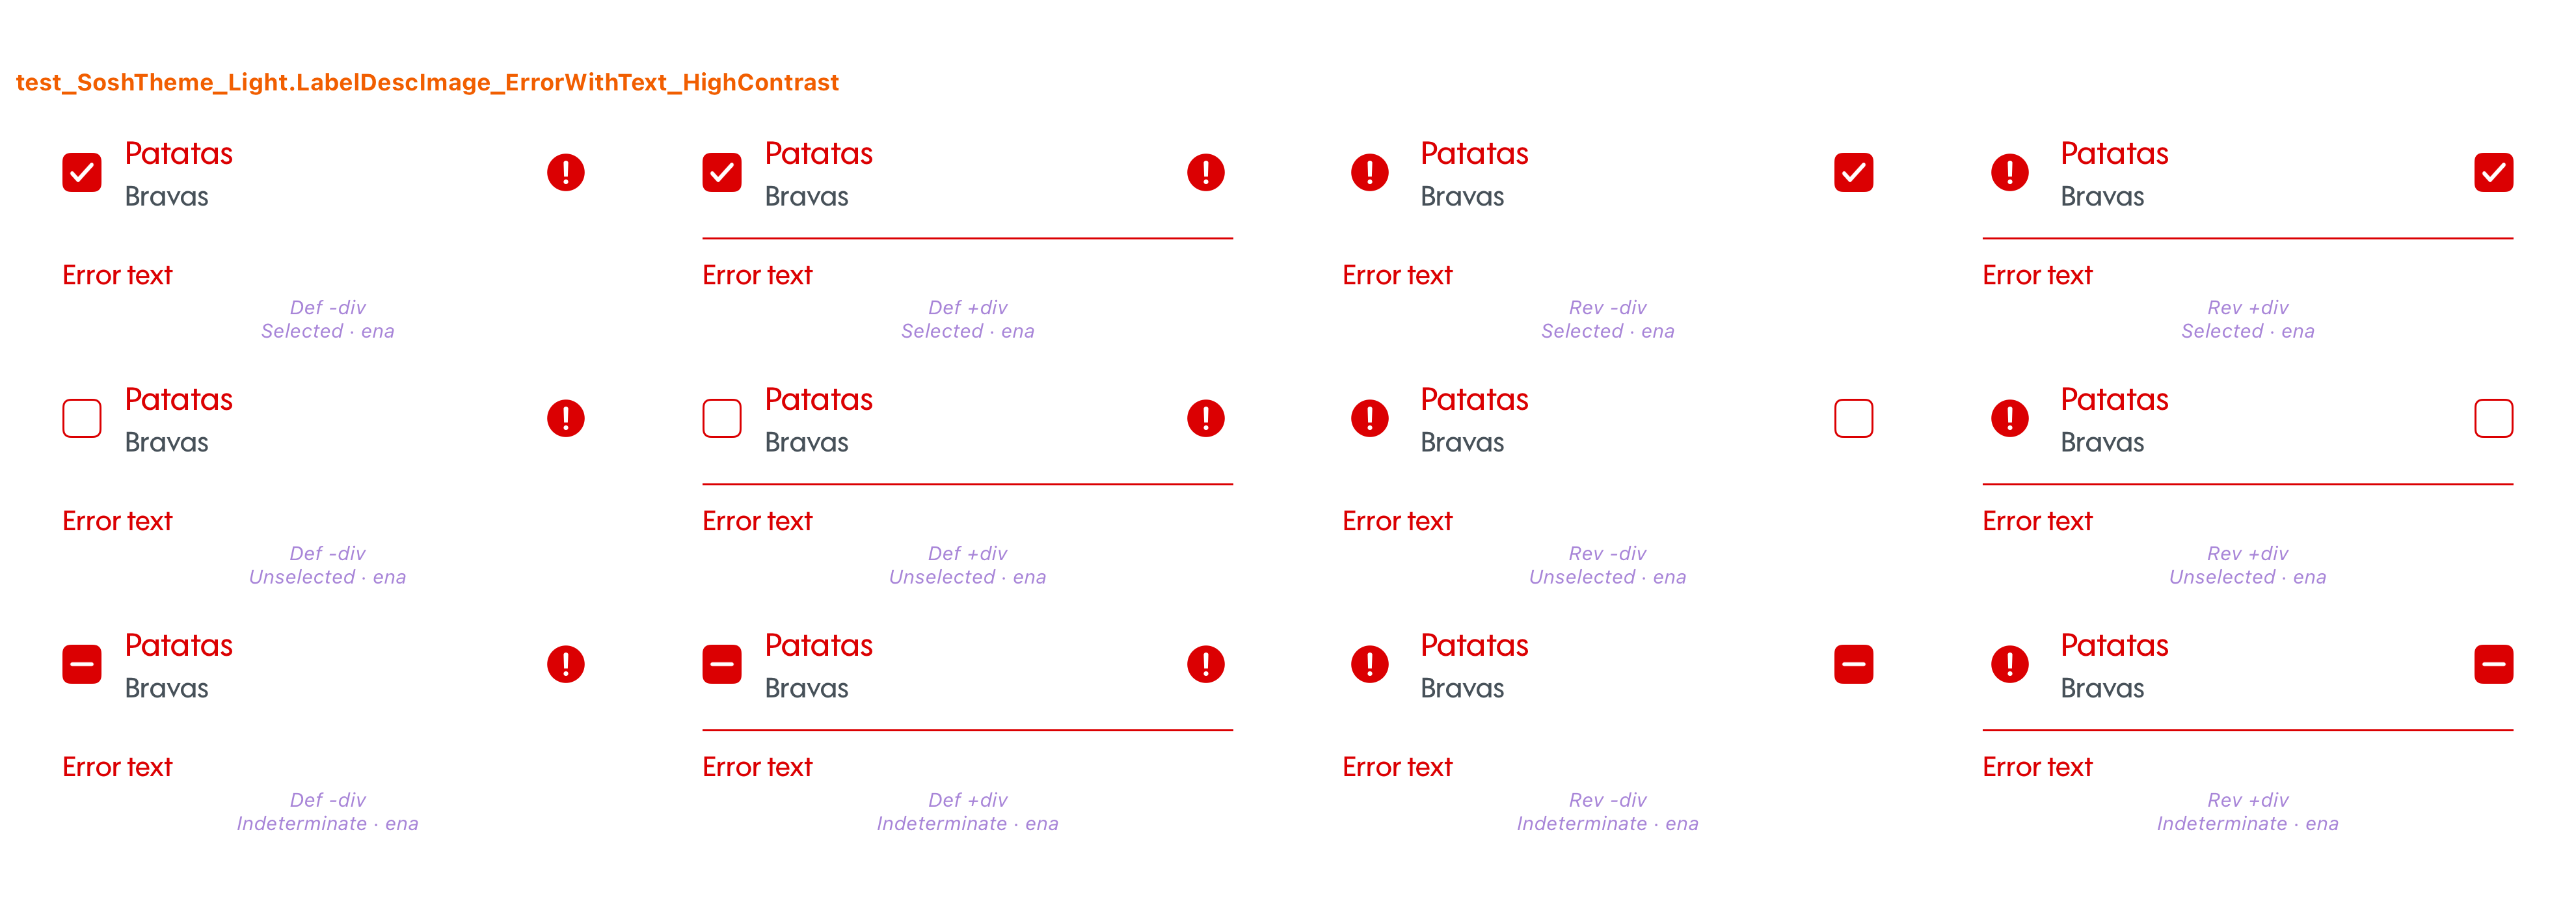 test_SoshTheme_Light.LabelDescImage_ErrorWithText_HighContrast
Patatas
Bravas
Error text
Def -div
Selected · ena
Patatas
Bravas
Error text
Def +div
Selected · ena
Patatas
Bravas
Error text
Rev -div
Selected · ena
Patatas
Bravas
Error text
Rev +div
Selected · ena
Patatas
Bravas
Error text
Def -div
Unselected · ena
Patatas
Bravas
Error text
Def +div
Unselected · ena
Patatas
Bravas
Error text
Rev -div
Unselected · ena
Patatas
Bravas
Error text
Rev +div
Unselected · ena
Patatas
Bravas
Error text
Def -div
Indeterminate · ena
Patatas
Bravas
Error text
Def +div
Indeterminate · ena
Patatas
Bravas
Error text
Rev -div
Indeterminate · ena
Patatas
Bravas
Error text
Rev +div
Indeterminate · ena